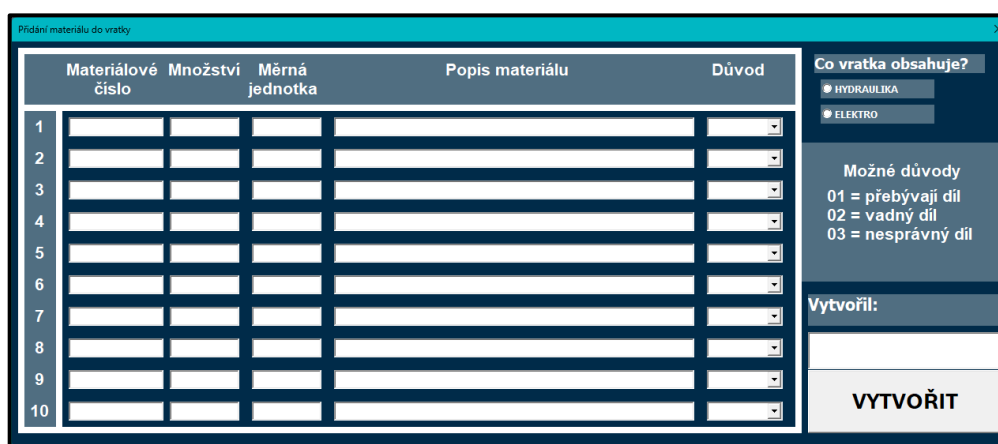 Přidání materiálu do vratky
Materiálové číslo
Množství
Měrná jednotka
Popis materiálu
Důvod
1
2
3
4
5
6
7
8
9
10
Co vratka obsahuje?
HYDRAULIKA
ELEKTRO
Možné důvody
01 = přebývají díl
02 = vadný díl
03 = nesprávný díl
Vytvořil:
VYTVOŘIT